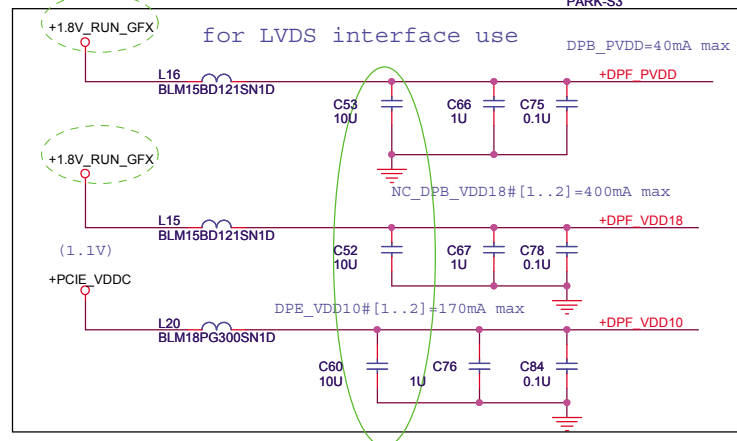 PARK-S3
+1.8V_RUN_GFX
for LVDS interface use
DPB_PVDD=40mA max
L16
BLM15BD121SN1D
+DPF_PVDD
C53
10U
C66
1U
C75
0.1U
+1.8V_RUN_GFX
NC_DPB_VDD18#[1..2]=400mA max
L15
BLM15BD121SN1D
+DPF_VDD18
(1.1V)
C52
10U
C67
1U
C78
0.1U
+PCIE_VDDC
DPE_VDD10#[1..2]=170mA max
L20
BLM18PG300SN1D
+DPF_VDD10
C60
10U
C76
1U
C84
0.1U